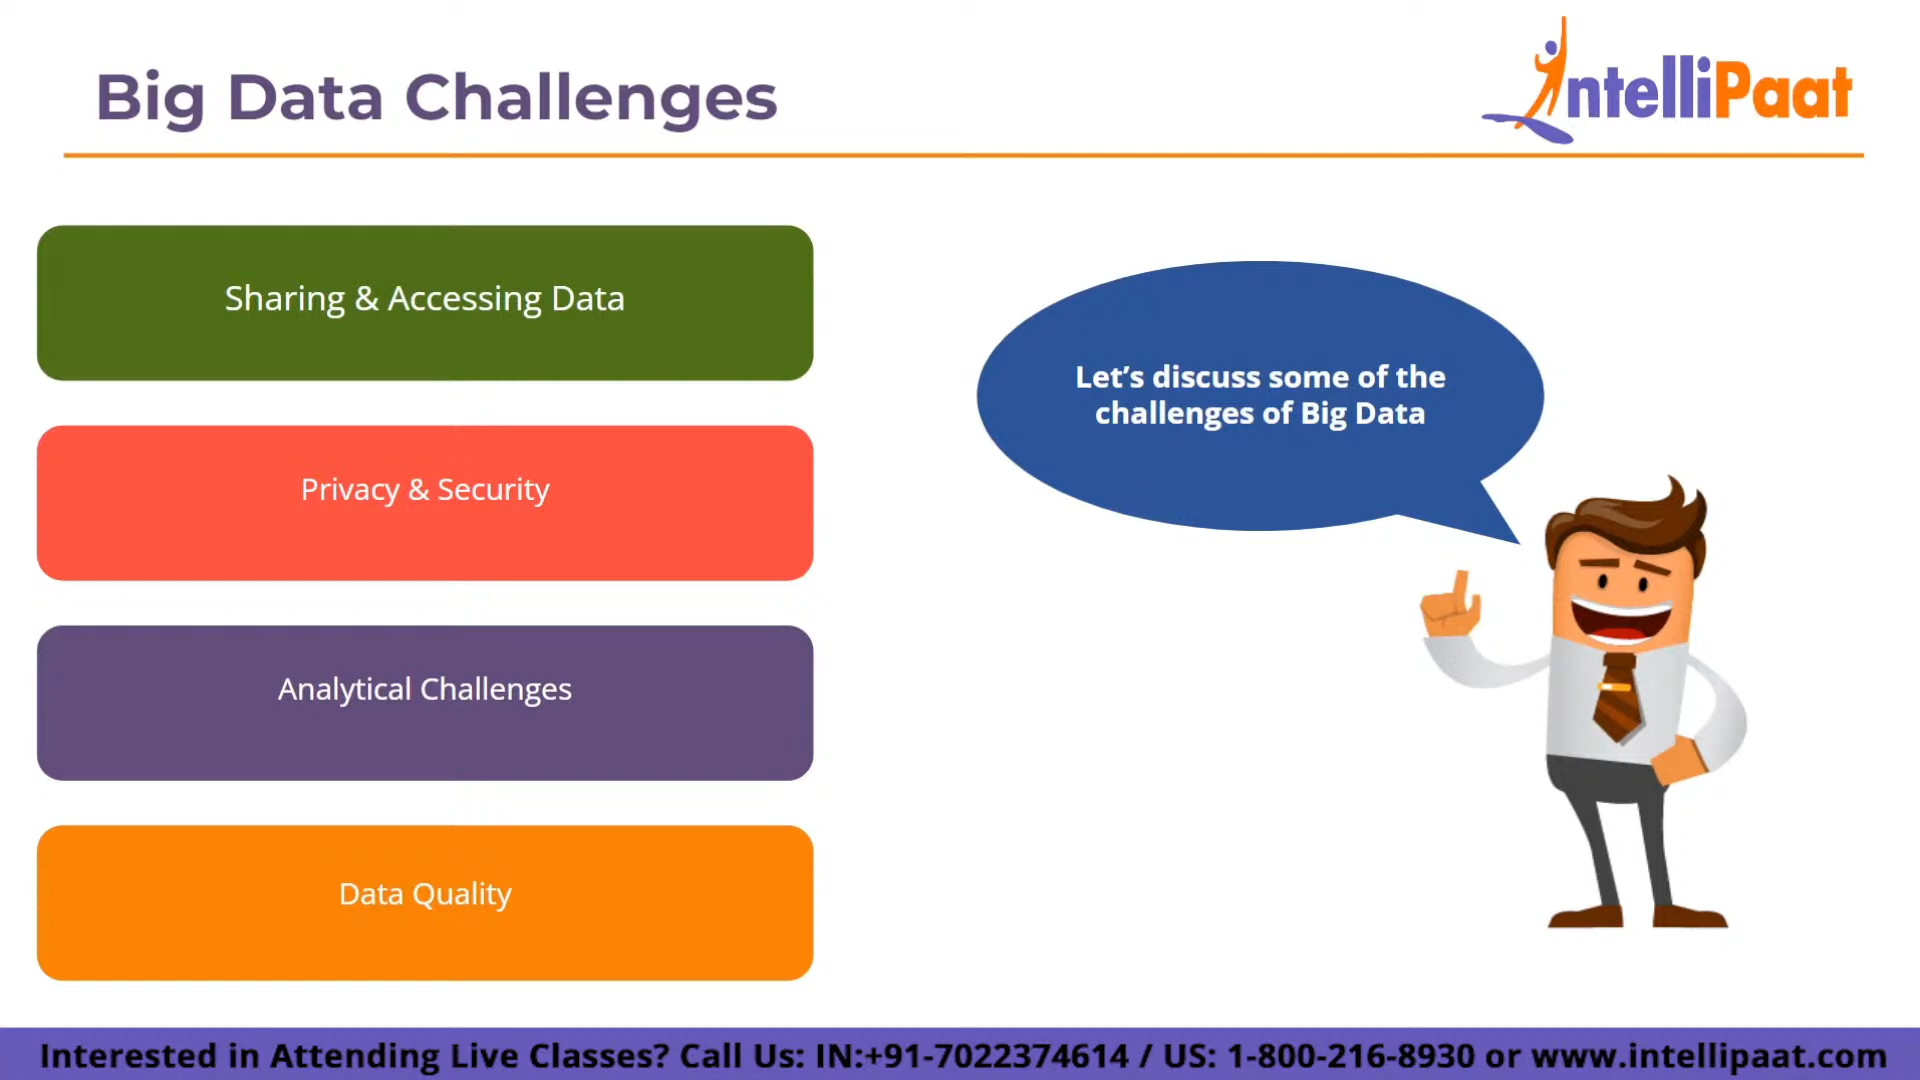 Big Data Challenges
IntelliPaat
Sharing & Accessing Data
Privacy & Security
Analytical Challenges
Data Quality
Let’s discuss some of the
challenges of Big Data
Interested in Attending Live Classes? Call Us: IN:+91-7022374614 / US: 1-800-216-8930 or www.intellipaat.com